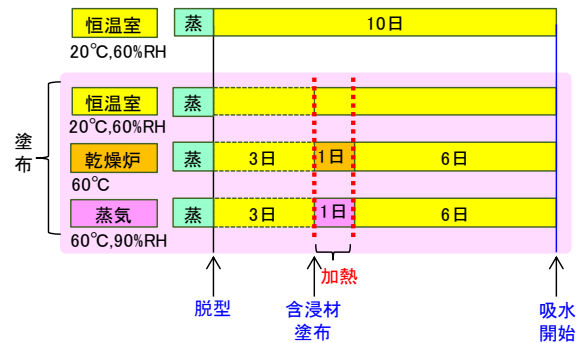 恒温室 蒸 10日
20℃,60%RH
塗布
恒温室 蒸
20℃,60%RH
乾燥炉 蒸 3日 1日 6日
60℃
蒸気 蒸 3日 1日 6日
60℃,90%RH
加熱
脱型 含浸材 吸水
塗布 開始